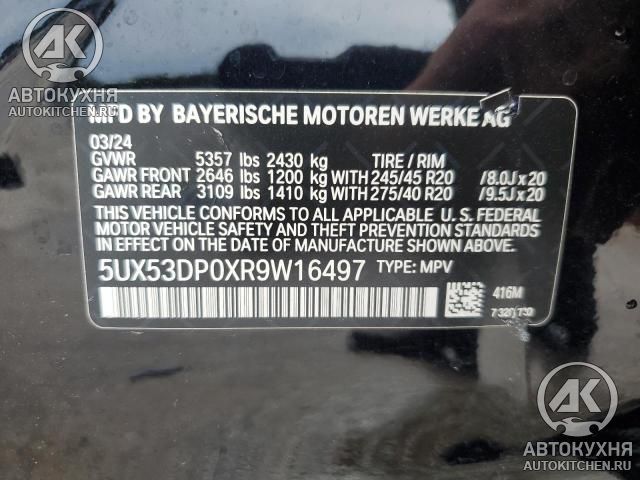 AK
АВТОКУХНЯ
AUTOKITCHEN.RU
MFD BY BAYERISCHE MOTOREN WERKE AG
03/24
GVWR 5357 lbs 2430 kg TIRE / RIM
GAWR FRONT 2646 lbs 1200 kg WITH 245/45 R20 /8.0J x 20
GAWR REAR 3109 lbs 1410 kg WITH 275/40 R20 /9.5J x 20
THIS VEHICLE CONFORMS TO ALL APPLICABLE U. S. FEDERAL
MOTOR VEHICLE SAFETY AND THEFT PREVENTION STANDARDS
IN EFFECT ON THE DATE OF MANUFACTURE SHOWN ABOVE.
5UX53DP0XR9W16497 TYPE: MPV
416M
AK
АВТОКУХНЯ
AUTOKITCHEN.RU